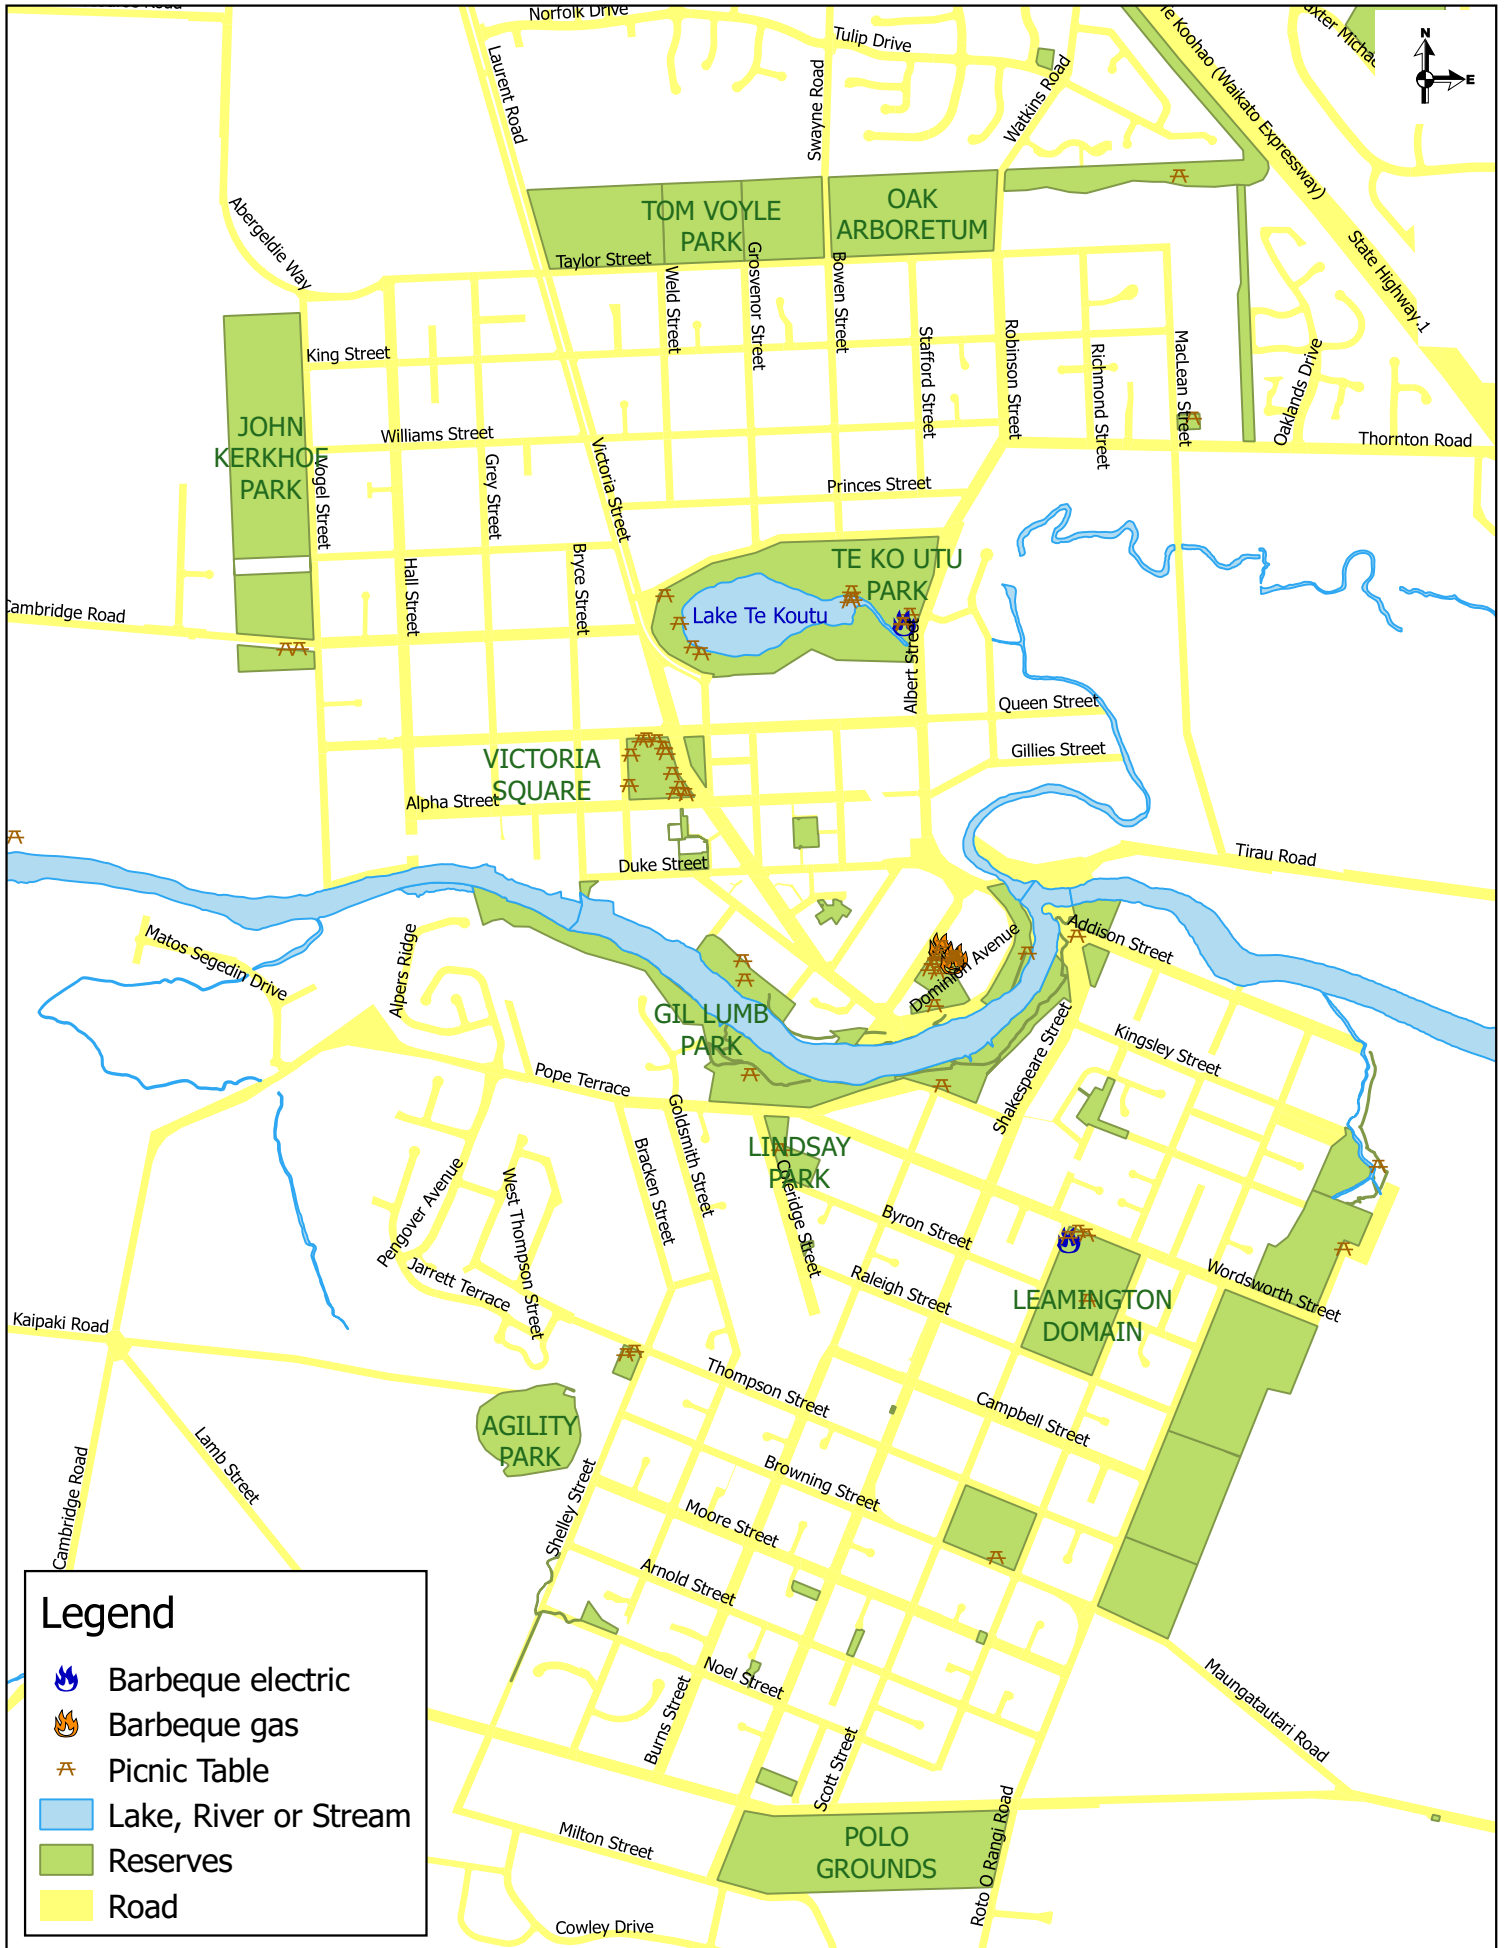 Norfolk Drive
Tulip Drive
Te Koohao (Waikato Expressway)
N
E
Laurent Road
Swayne Road
Watkins Road
Abergeldie Way
TOM VOYLE
PARK
OAK
ARBORETUM
State Highway 1
Taylor Street
Weld Street
Grosvenor Street
Bowen Street
Stafford Street
Robinson Street
Richmond Street
MacLean Street
Oaklands Drive
King Street
JOHN
KERKHOF
PARK
Vogel Street
Williams Street
Grey Street
Victoria Street
Thornton Road
Princes Street
Hall Street
Bryce Street
TE KO UTU
PARK
Lake Te Koutu
Cambridge Road
Albert Street
Queen Street
Gillies Street
VICTORIA
SQUARE
Alpha Street
Duke Street
Tirau Road
Matos Segedin Drive
Alpers Ridge
Dominion Avenue
Addison Street
GIL LUMB
PARK
Shakespeare Street
Kingsley Street
Pope Terrace
Goldsmith Street
Bracken Street
LINDSAY
PARK
Coleridge Street
Pengover Avenue
West Thompson Street
Jarrett Terrace
Byron Street
Raleigh Street
LEAMINGTON
DOMAIN
Wordsworth Street
Kaipaki Road
Thompson Street
Campbell Street
AGILITY
PARK
Lamb Street
Cambridge Road
Shelley Street
Browning Street
Moore Street
Arnold Street
Noel Street
Burns Street
Scott Street
Maungatautari Road
Roto O Rangi Road
Milton Street
POLO
GROUNDS
Cowley Drive
Legend
Barbeque electric
Barbeque gas
Picnic Table
Lake, River or Stream
Reserves
Road